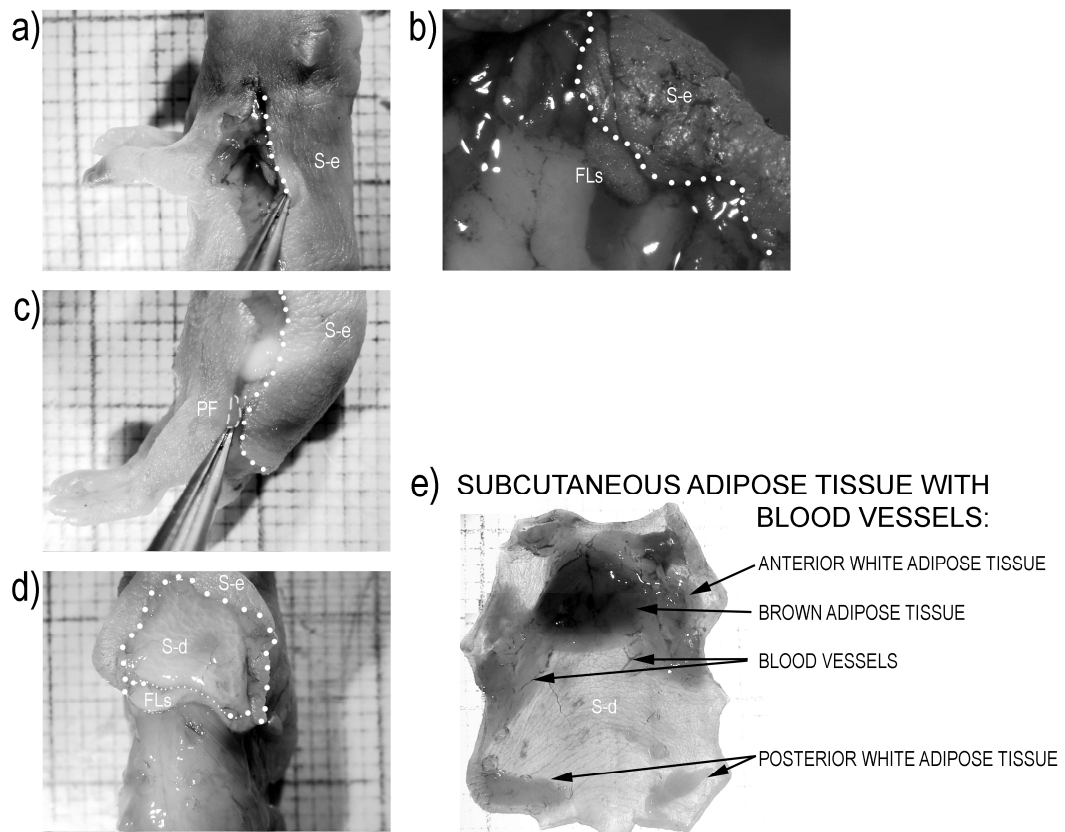 a)
S-e
b)
S-e
FLs
c)
S-e
PF
d)
S-e
S-d
FLs
e)
SUBCUTANEOUS ADIPOSE TISSUE WITH
BLOOD VESSELS:
ANTERIOR WHITE ADIPOSE TISSUE
BROWN ADIPOSE TISSUE
BLOOD VESSELS
S-d
POSTERIOR WHITE ADIPOSE TISSUE